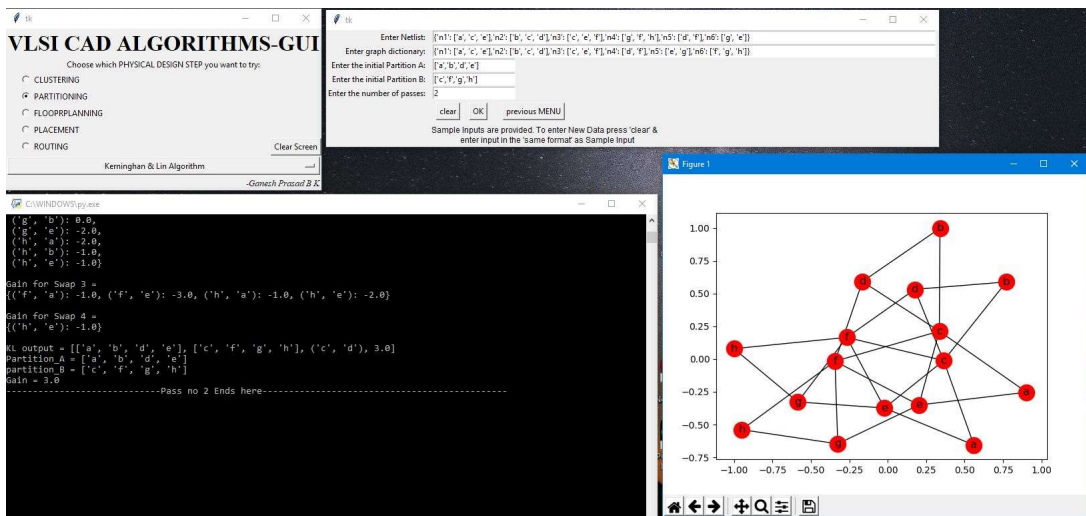 tk
VLSI CAD ALGORITHMS-GUI
Choose which PHYSICAL DESIGN STEP you want to try:
CLUSTERING
PARTITIONING
FLOOPRPLANNING
PLACEMENT
ROUTING
Clear Screen
Kerninghan & Lin Algorithm
-Ganesh Prasad B K
tk
Enter Netlist: {'n1': ['a', 'c', 'e'],'n2': ['b', 'c', 'd'],'n3': ['c', 'e', 'f'],'n4': ['g', 'f', 'h'],'n5': ['d', 'f'],'n6': ['g', 'e']}
Enter graph dictionary: {'n1': ['a', 'c', 'e'],'n2': ['b', 'c', 'd'],'n3': ['c', 'e', 'f'],'n4': ['d', 'f'],'n5': ['e', 'g'],'n6': ['f', 'g', 'h']}
Enter the initial Partition A: ['a','b','d','e']
Enter the initial Partition B: ['c','f','g','h']
Enter the number of passes: 2
clear OK previous MENU
Sample Inputs are provided. To enter New Data press 'clear' &
enter input in the 'same format' as Sample Input
C:\WINDOWS\py.exe
('g', 'b'): 0.0,
('g', 'e'): -2.0,
('h', 'a'): -2.0,
('h', 'b'): -1.0,
('h', 'e'): -1.0}
Gain for Swap 3 =
{('f', 'a'): -1.0, ('f', 'e'): -3.0, ('h', 'a'): -1.0, ('h', 'e'): -2.0}
Gain for Swap 4 =
{('h', 'e'): -1.0}
KL output = [['a', 'b', 'd', 'e'], ['c', 'f', 'g', 'h'], ('c', 'd'), 3.0]
Partition_A = ['a', 'b', 'd', 'e']
partition_B = ['c', 'f', 'g', 'h']
Gain = 3.0
-----------------------------Pass no 2 Ends here-----------------------------------------------
Figure 1
1.00
0.75
0.50
0.25
0.00
−0.25
−0.50
−0.75
b
d
d
b
c
f
h
f
c
a
g
e
e
h
g
a
−1.00 −0.75 −0.50 −0.25 0.00 0.25 0.50 0.75 1.00